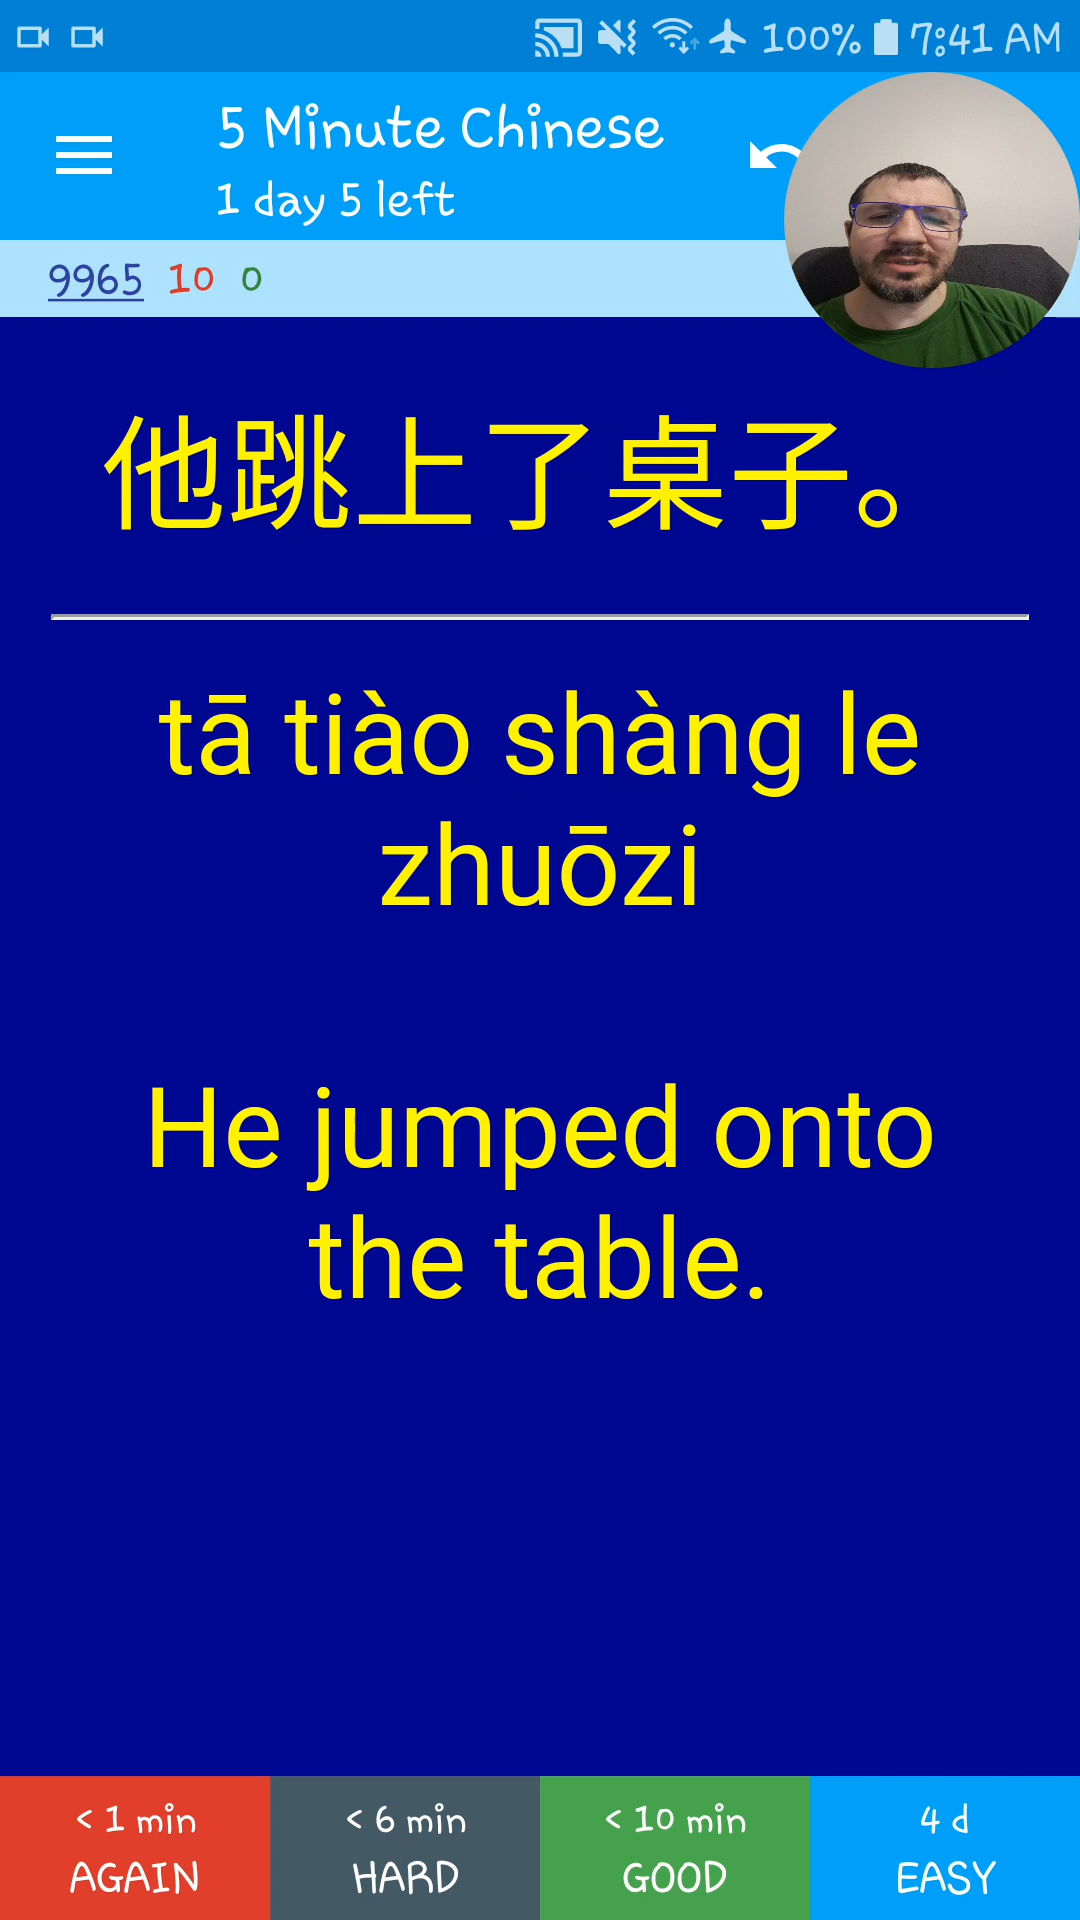 100% 7:41 AM
5 Minute Chinese
1 day 5 left
9965 10 0
他跳上了桌子。
tā tiào shàng le
zhuōzi
He jumped onto
the table.
< 1 min < 6 min < 10 min 4 d
AGAIN HARD GOOD EASY